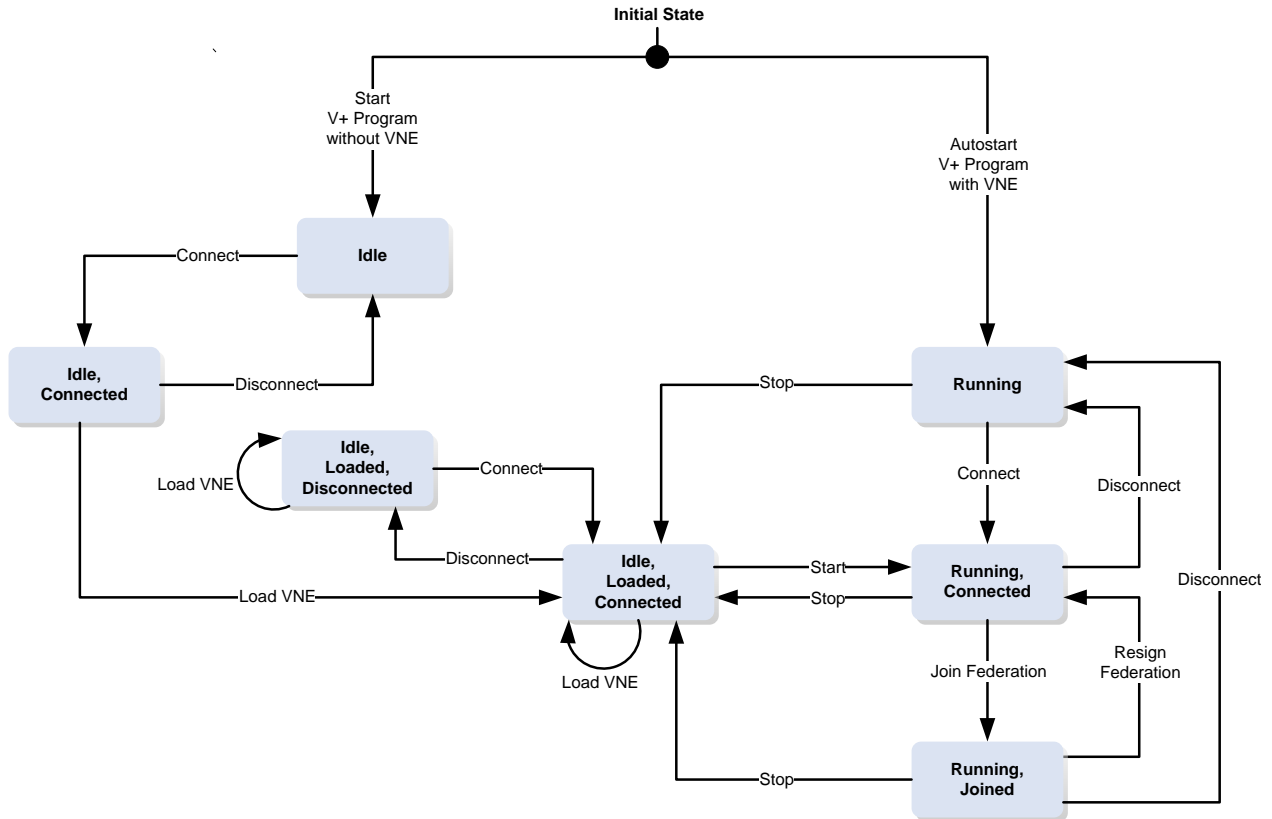 Initial State
Start
V+ Program
without VNE
Autostart
V+ Program
with VNE
Idle
Connect
Idle,
Connected
Disconnect
Running
Stop
Idle,
Loaded,
Disconnected
Load VNE
Connect
Connect
Disconnect
Disconnect
Idle,
Loaded,
Connected
Start
Running,
Connected
Disconnect
Load VNE
Stop
Load VNE
Join Federation
Resign
Federation
Stop
Running,
Joined